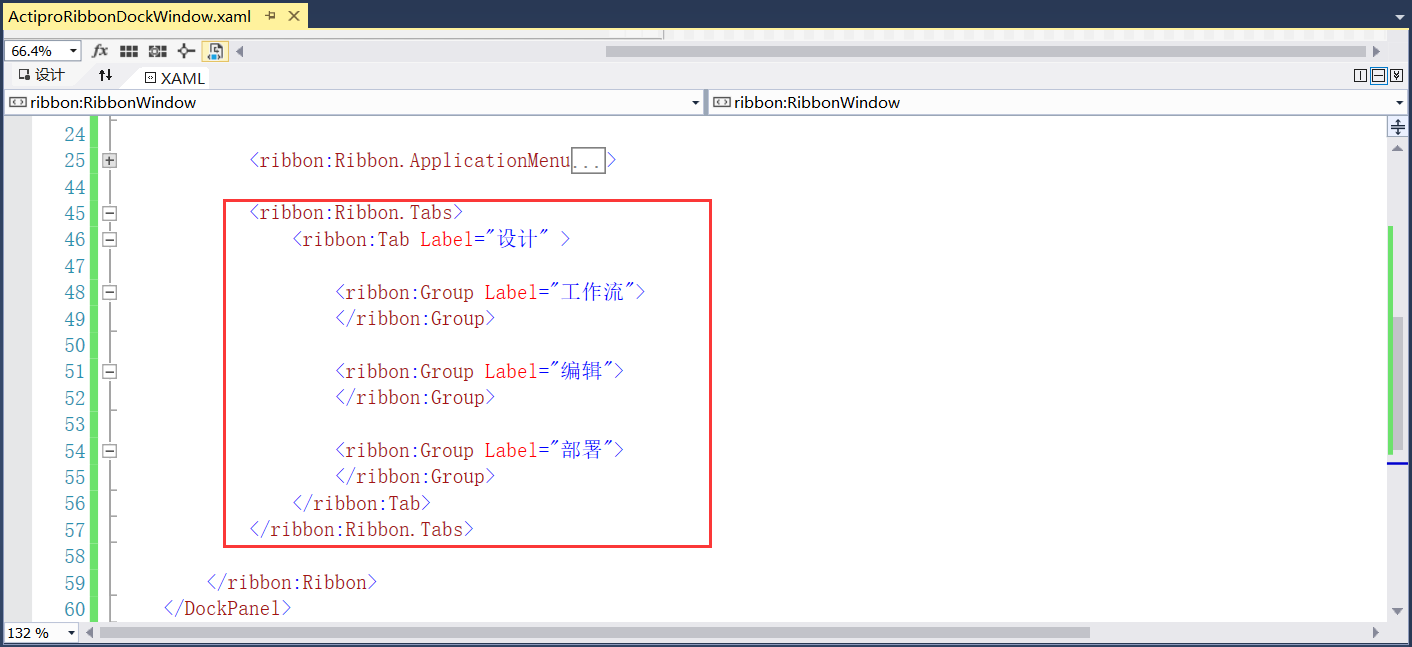 ActiproRibbonDockWindow.xaml
66.4% fx
设计 XAML
ribbon:RibbonWindow ribbon:RibbonWindow
24
25 <ribbon:Ribbon.ApplicationMenu...>
44
45 <ribbon:Ribbon.Tabs>
46 <ribbon:Tab Label="设计" >
47
48 <ribbon:Group Label="工作流">
49 </ribbon:Group>
50
51 <ribbon:Group Label="编辑">
52 </ribbon:Group>
53
54 <ribbon:Group Label="部署">
55 </ribbon:Group>
56 </ribbon:Tab>
57 </ribbon:Ribbon.Tabs>
58
59 </ribbon:Ribbon>
60 </DockPanel>
132 %